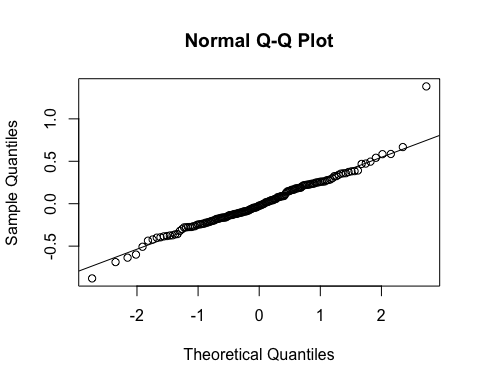 Normal Q-Q Plot
Sample Quantiles
1.0
0.5
0.0
-0.5
-2 -1 0 1 2
Theoretical Quantiles